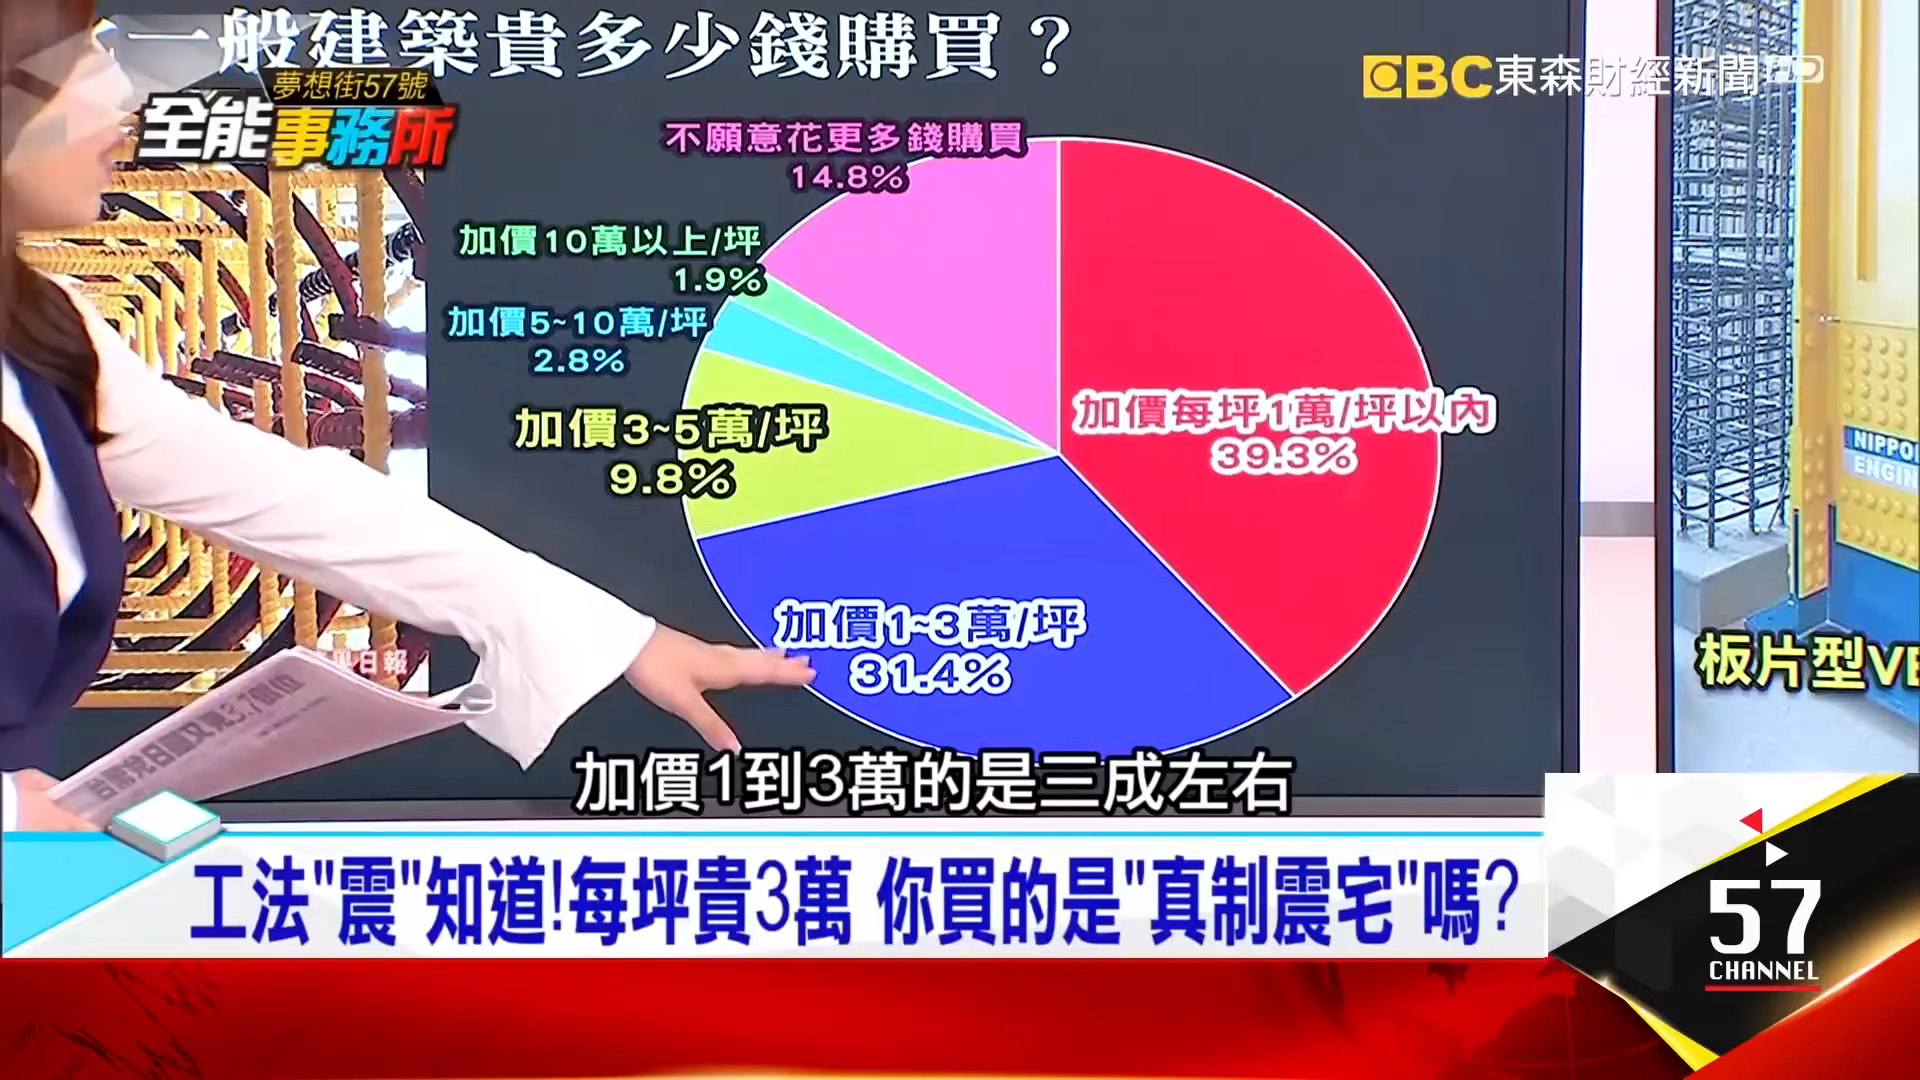 一般建築貴多少錢購買？
夢想街57號
全能事務所
EBC東森財經新聞
HD
不願意花更多錢購買
14.8%
加價10萬以上/坪
1.9%
加價5~10萬/坪
2.8%
加價3~5萬/坪
9.8%
加價每坪1萬/坪以內
39.3%
加價1~3萬/坪
31.4%
NIPPO
ENGIN
板片型VE
日報
加價1到3萬的是三成左右
工法"震"知道!每坪貴3萬 你買的是"真制震宅"嗎?
57
CHANNEL